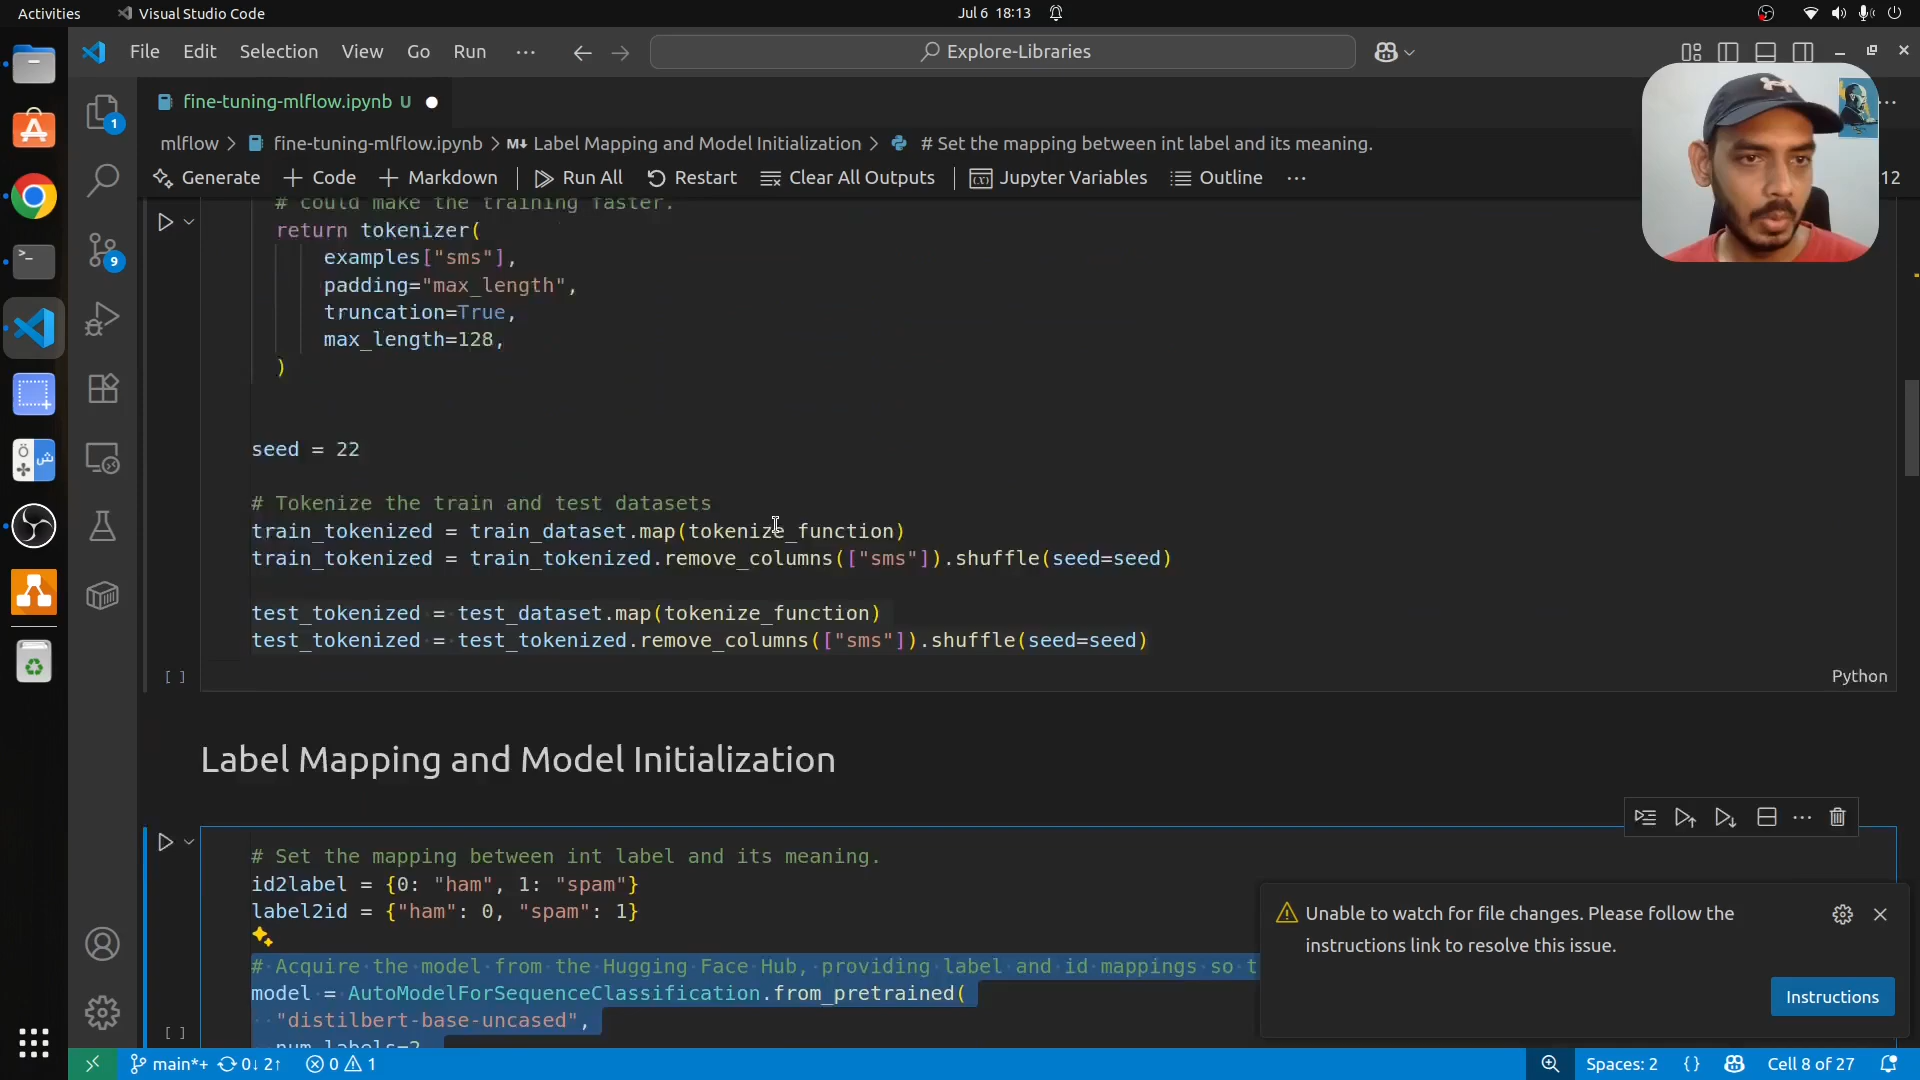 Activities
Visual Studio Code
Jul 6 18:13
File Edit Selection View Go Run ···
Explore-Libraries
fine-tuning-mlflow.ipynb U
mlflow > fine-tuning-mlflow.ipynb > M↓ Label Mapping and Model Initialization > # Set the mapping between int label and its meaning.
Generate + Code + Markdown Run All Restart Clear All Outputs Jupyter Variables Outline ··· 12
# could make the training faster.
return tokenizer(
examples["sms"],
padding="max_length",
truncation=True,
max_length=128,
)
seed = 22
# Tokenize the train and test datasets
train_tokenized = train_dataset.map(tokenize_function)
train_tokenized = train_tokenized.remove_columns(["sms"]).shuffle(seed=seed)
test_tokenized = test_dataset.map(tokenize_function)
test_tokenized = test_tokenized.remove_columns(["sms"]).shuffle(seed=seed)
[ ]
Python
Label Mapping and Model Initialization
# Set the mapping between int label and its meaning.
id2label = {0: "ham", 1: "spam"}
label2id = {"ham": 0, "spam": 1}
# Acquire the model from the Hugging Face Hub, providing label and id mappings so t
model = AutoModelForSequenceClassification.from_pretrained(
"distilbert-base-uncased",
num_labels=2,
[ ]
Unable to watch for file changes. Please follow the
instructions link to resolve this issue.
Instructions
1
9
main*+ 0↓ 2↑ 0 1
Spaces: 2 {} Cell 8 of 27